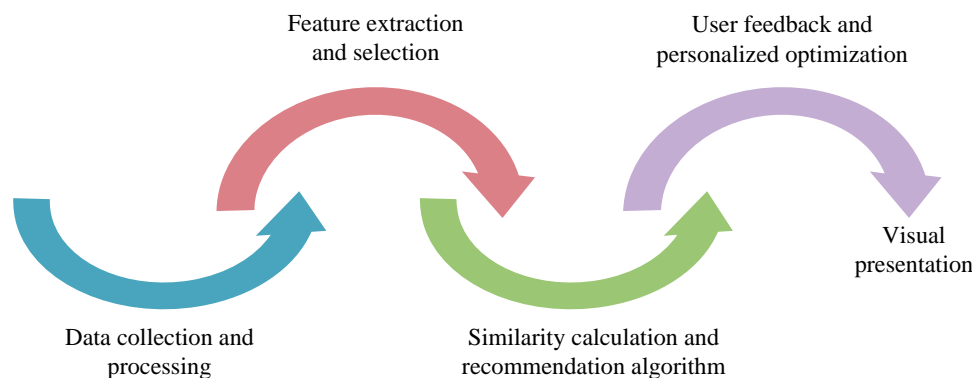 Feature extraction
and selection
User feedback and
personalized optimization
Visual
presentation
Data collection and
processing
Similarity calculation and
recommendation algorithm